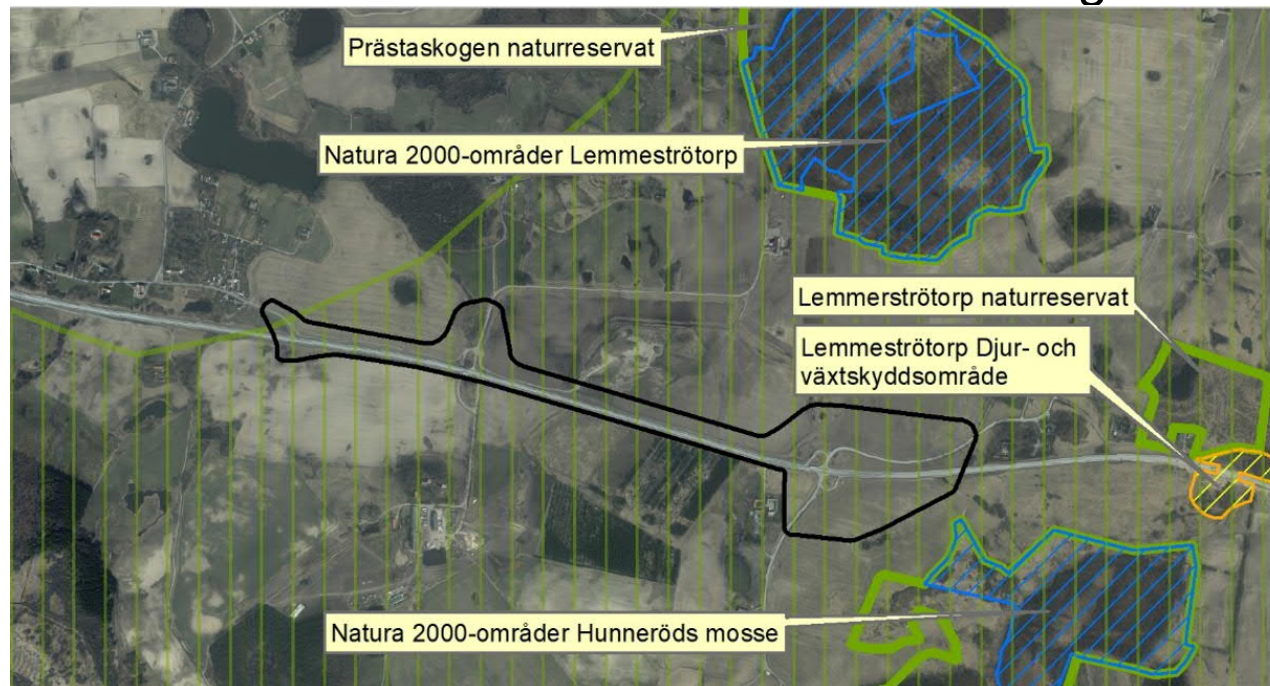 Prästaskogen naturreservat
Natura 2000-områder Lemmeströtorp
Lemmerströtorp naturreservat
Lemmeströtorp Djur- och
växtskyddsområde
Natura 2000-områder Hunneröds mosse